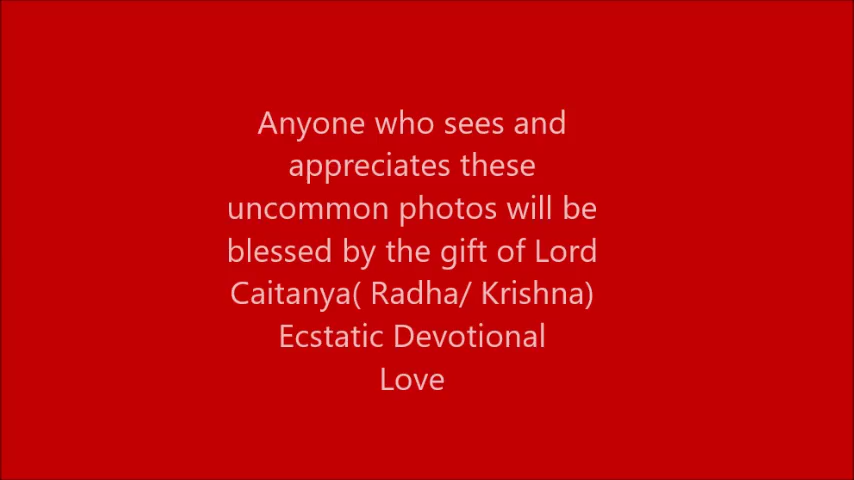 Anyone who sees and
appreciates these
uncommon photos will be
blessed by the gift of Lord
Caitanya( Radha/ Krishna)
Ecstatic Devotional
Love